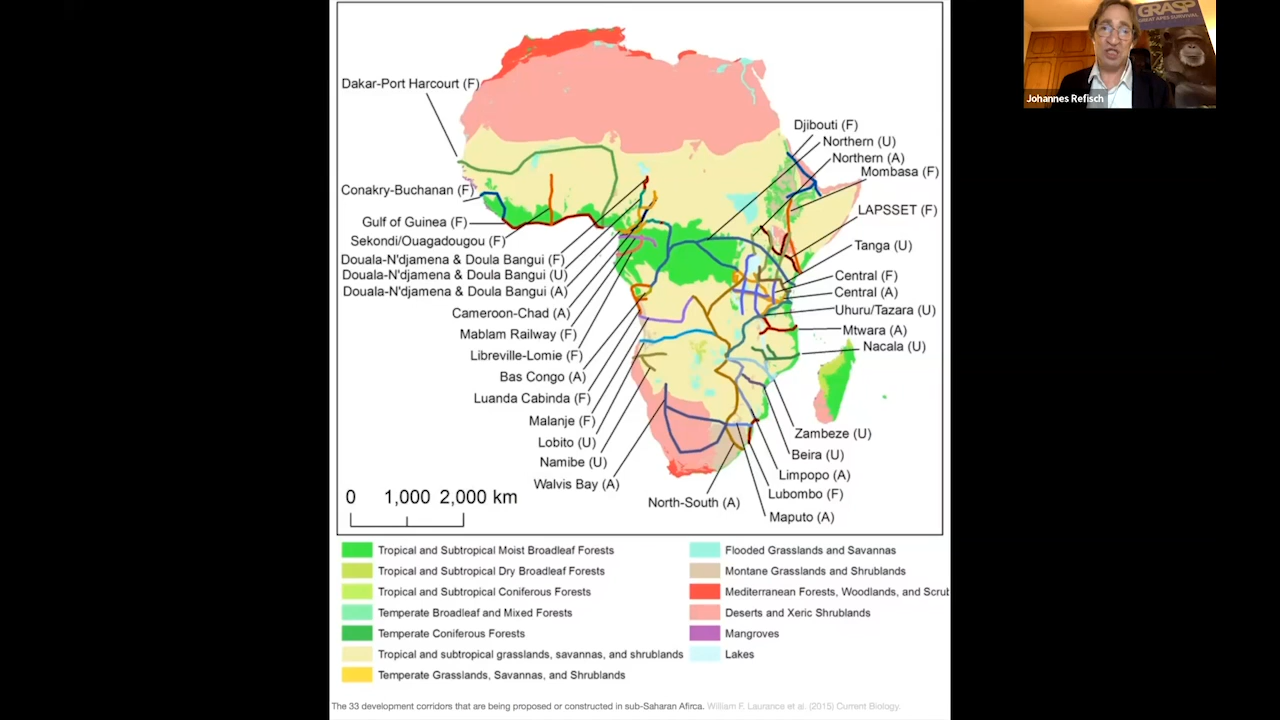 GRASP
GREAT APES SURVIVAL
Johannes Refisch
Dakar-Port Harcourt (F)
Conakry-Buchanan (F)
Gulf of Guinea (F)
Sekondi/Ouagadougou (F)
Douala-N'djamena & Doula Bangui (F)
Douala-N'djamena & Doula Bangui (U)
Douala-N'djamena & Doula Bangui (A)
Cameroon-Chad (A)
Mablam Railway (F)
Libreville-Lomie (F)
Bas Congo (A)
Luanda Cabinda (F)
Malanje (F)
Lobito (U)
Namibe (U)
Walvis Bay (A)
North-South (A)
Djibouti (F)
Northern (U)
Northern (A)
Mombasa (F)
LAPSSET (F)
Tanga (U)
Central (F)
Central (A)
Uhuru/Tazara (U)
Mtwara (A)
Nacala (U)
Zambeze (U)
Beira (U)
Limpopo (A)
Lubombo (F)
Maputo (A)
0 1,000 2,000 km
Tropical and Subtropical Moist Broadleaf Forests
Tropical and Subtropical Dry Broadleaf Forests
Tropical and Subtropical Coniferous Forests
Temperate Broadleaf and Mixed Forests
Temperate Coniferous Forests
Tropical and subtropical grasslands, savannas, and shrublands
Temperate Grasslands, Savannas, and Shrublands
Flooded Grasslands and Savannas
Montane Grasslands and Shrublands
Mediterranean Forests, Woodlands, and Scrub
Deserts and Xeric Shrublands
Mangroves
Lakes
The 33 development corridors that are being proposed or constructed in sub-Saharan Afirca. William F. Laurance et al. (2015) Current Biology.